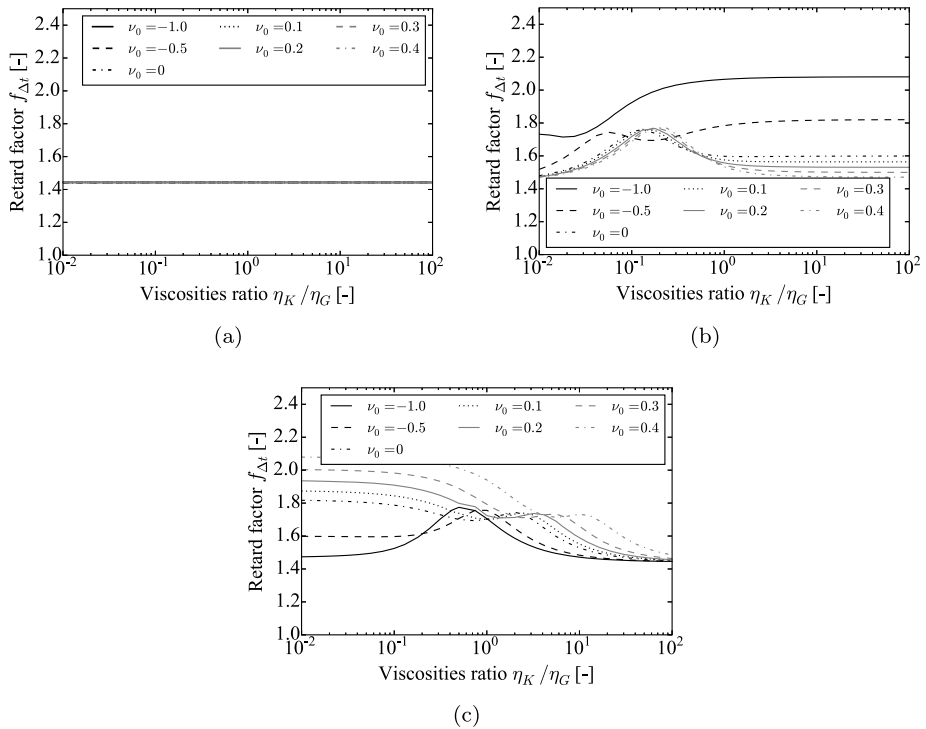 2.4
2.2
2.0
1.8
1.6
1.4
1.2
1.0
Retard factor f_Δt [-]
ν_0 = −1.0 ν_0 = 0.1 ν_0 = 0.3
ν_0 = −0.5 ν_0 = 0.2 ν_0 = 0.4
ν_0 = 0
10^-2 10^-1 10^0 10^1 10^2
Viscosities ratio η_K / η_G [-]
(a)
2.4
2.2
2.0
1.8
1.6
1.4
1.2
1.0
Retard factor f_Δt [-]
ν_0 = −1.0 ν_0 = 0.1 ν_0 = 0.3
ν_0 = −0.5 ν_0 = 0.2 ν_0 = 0.4
ν_0 = 0
10^-2 10^-1 10^0 10^1 10^2
Viscosities ratio η_K / η_G [-]
(b)
2.4
2.2
2.0
1.8
1.6
1.4
1.2
1.0
Retard factor f_Δt [-]
ν_0 = −1.0 ν_0 = 0.1 ν_0 = 0.3
ν_0 = −0.5 ν_0 = 0.2 ν_0 = 0.4
ν_0 = 0
10^-2 10^-1 10^0 10^1 10^2
Viscosities ratio η_K / η_G [-]
(c)